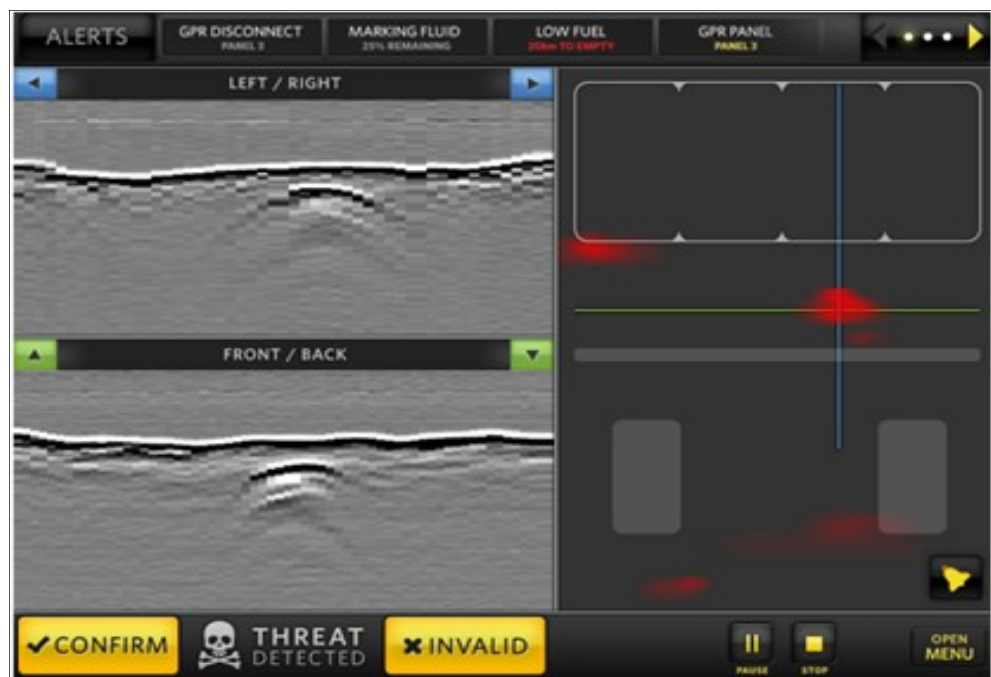 ALERTS
GPR DISCONNECT
PANEL 3
MARKING FLUID
25% REMAINING
LOW FUEL
20km TO EMPTY
GPR PANEL
PANEL 3
LEFT / RIGHT
FRONT / BACK
CONFIRM
THREAT
DETECTED
INVALID
PAUSE
STOP
OPEN
MENU